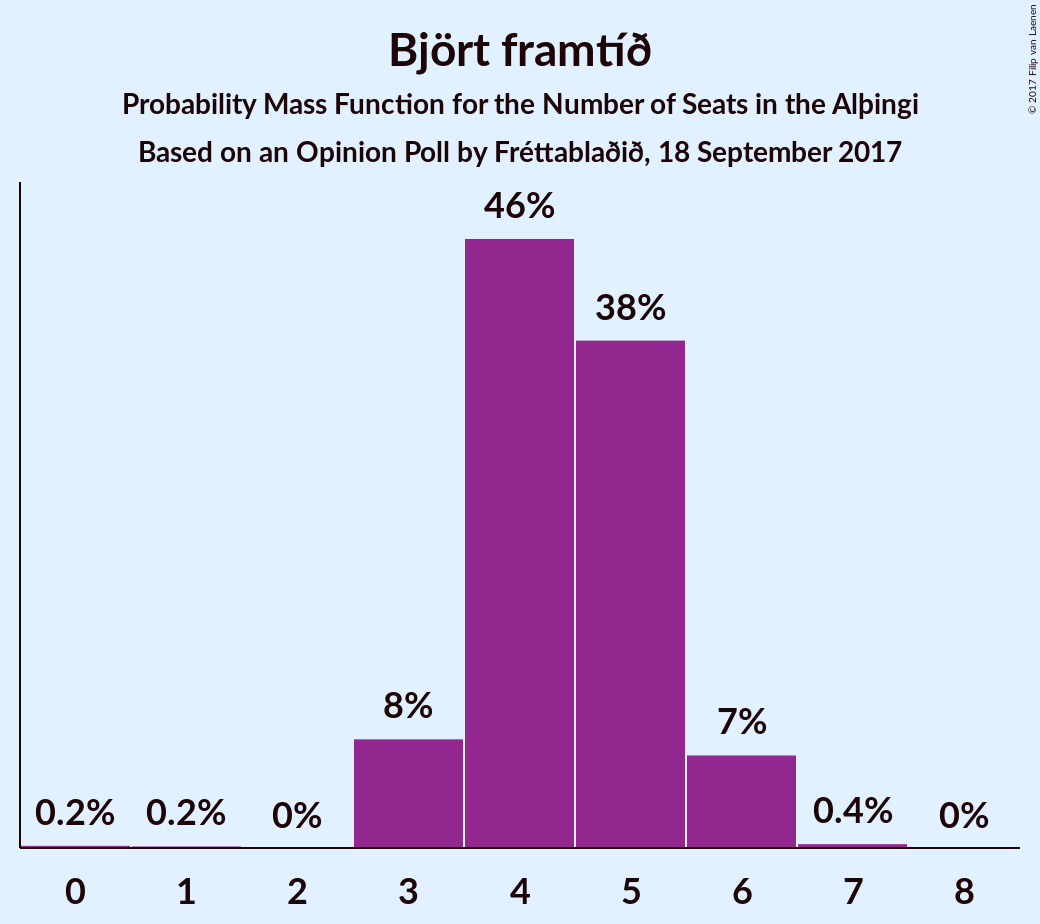 Björt framtíð
Probability Mass Function for the Number of Seats in the Alþingi
Based on an Opinion Poll by Fréttablaðið, 18 September 2017
© 2017 Filip van Laenen
46%
38%
8%
7%
0.2% 0.2% 0% 0.4% 0%
0 1 2 3 4 5 6 7 8